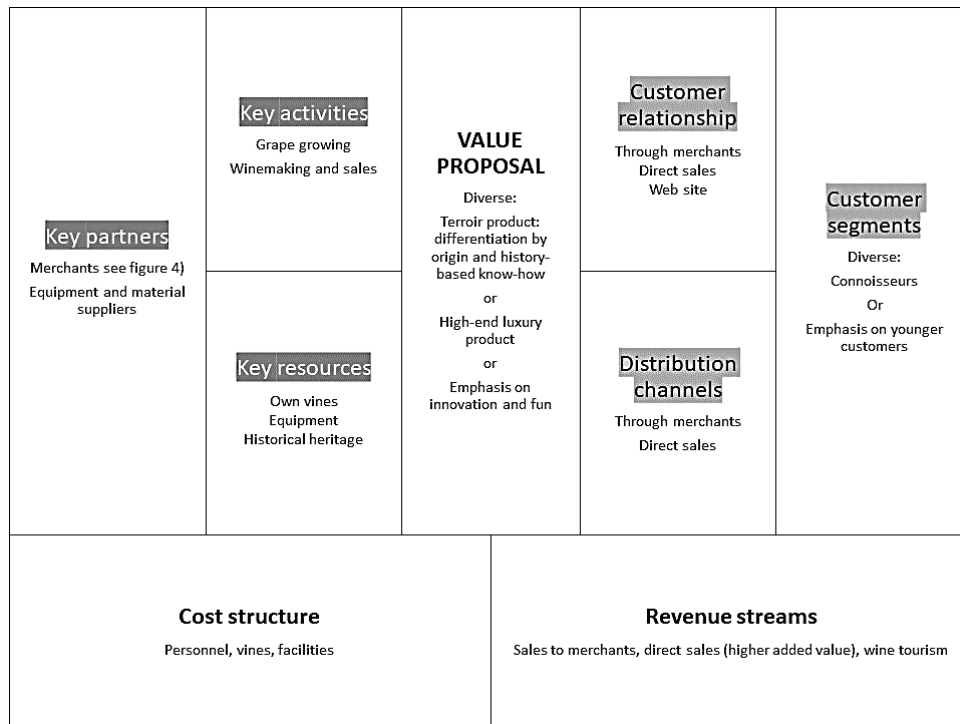 Key partners
Merchants see figure 4)
Equipment and material
suppliers
Key activities
Grape growing
Winemaking and sales
Key resources
Own vines
Equipment
Historical heritage
VALUE
PROPOSAL
Diverse:
Terroir product:
differentiation by
origin and history-
based know-how
or
High-end luxury
product
or
Emphasis on
innovation and fun
Customer
relationship
Through merchants
Direct sales
Web site
Distribution
channels
Through merchants
Direct sales
Customer
segments
Diverse:
Connoisseurs
Or
Emphasis on younger
customers
Cost structure
Personnel, vines, facilities
Revenue streams
Sales to merchants, direct sales (higher added value), wine tourism